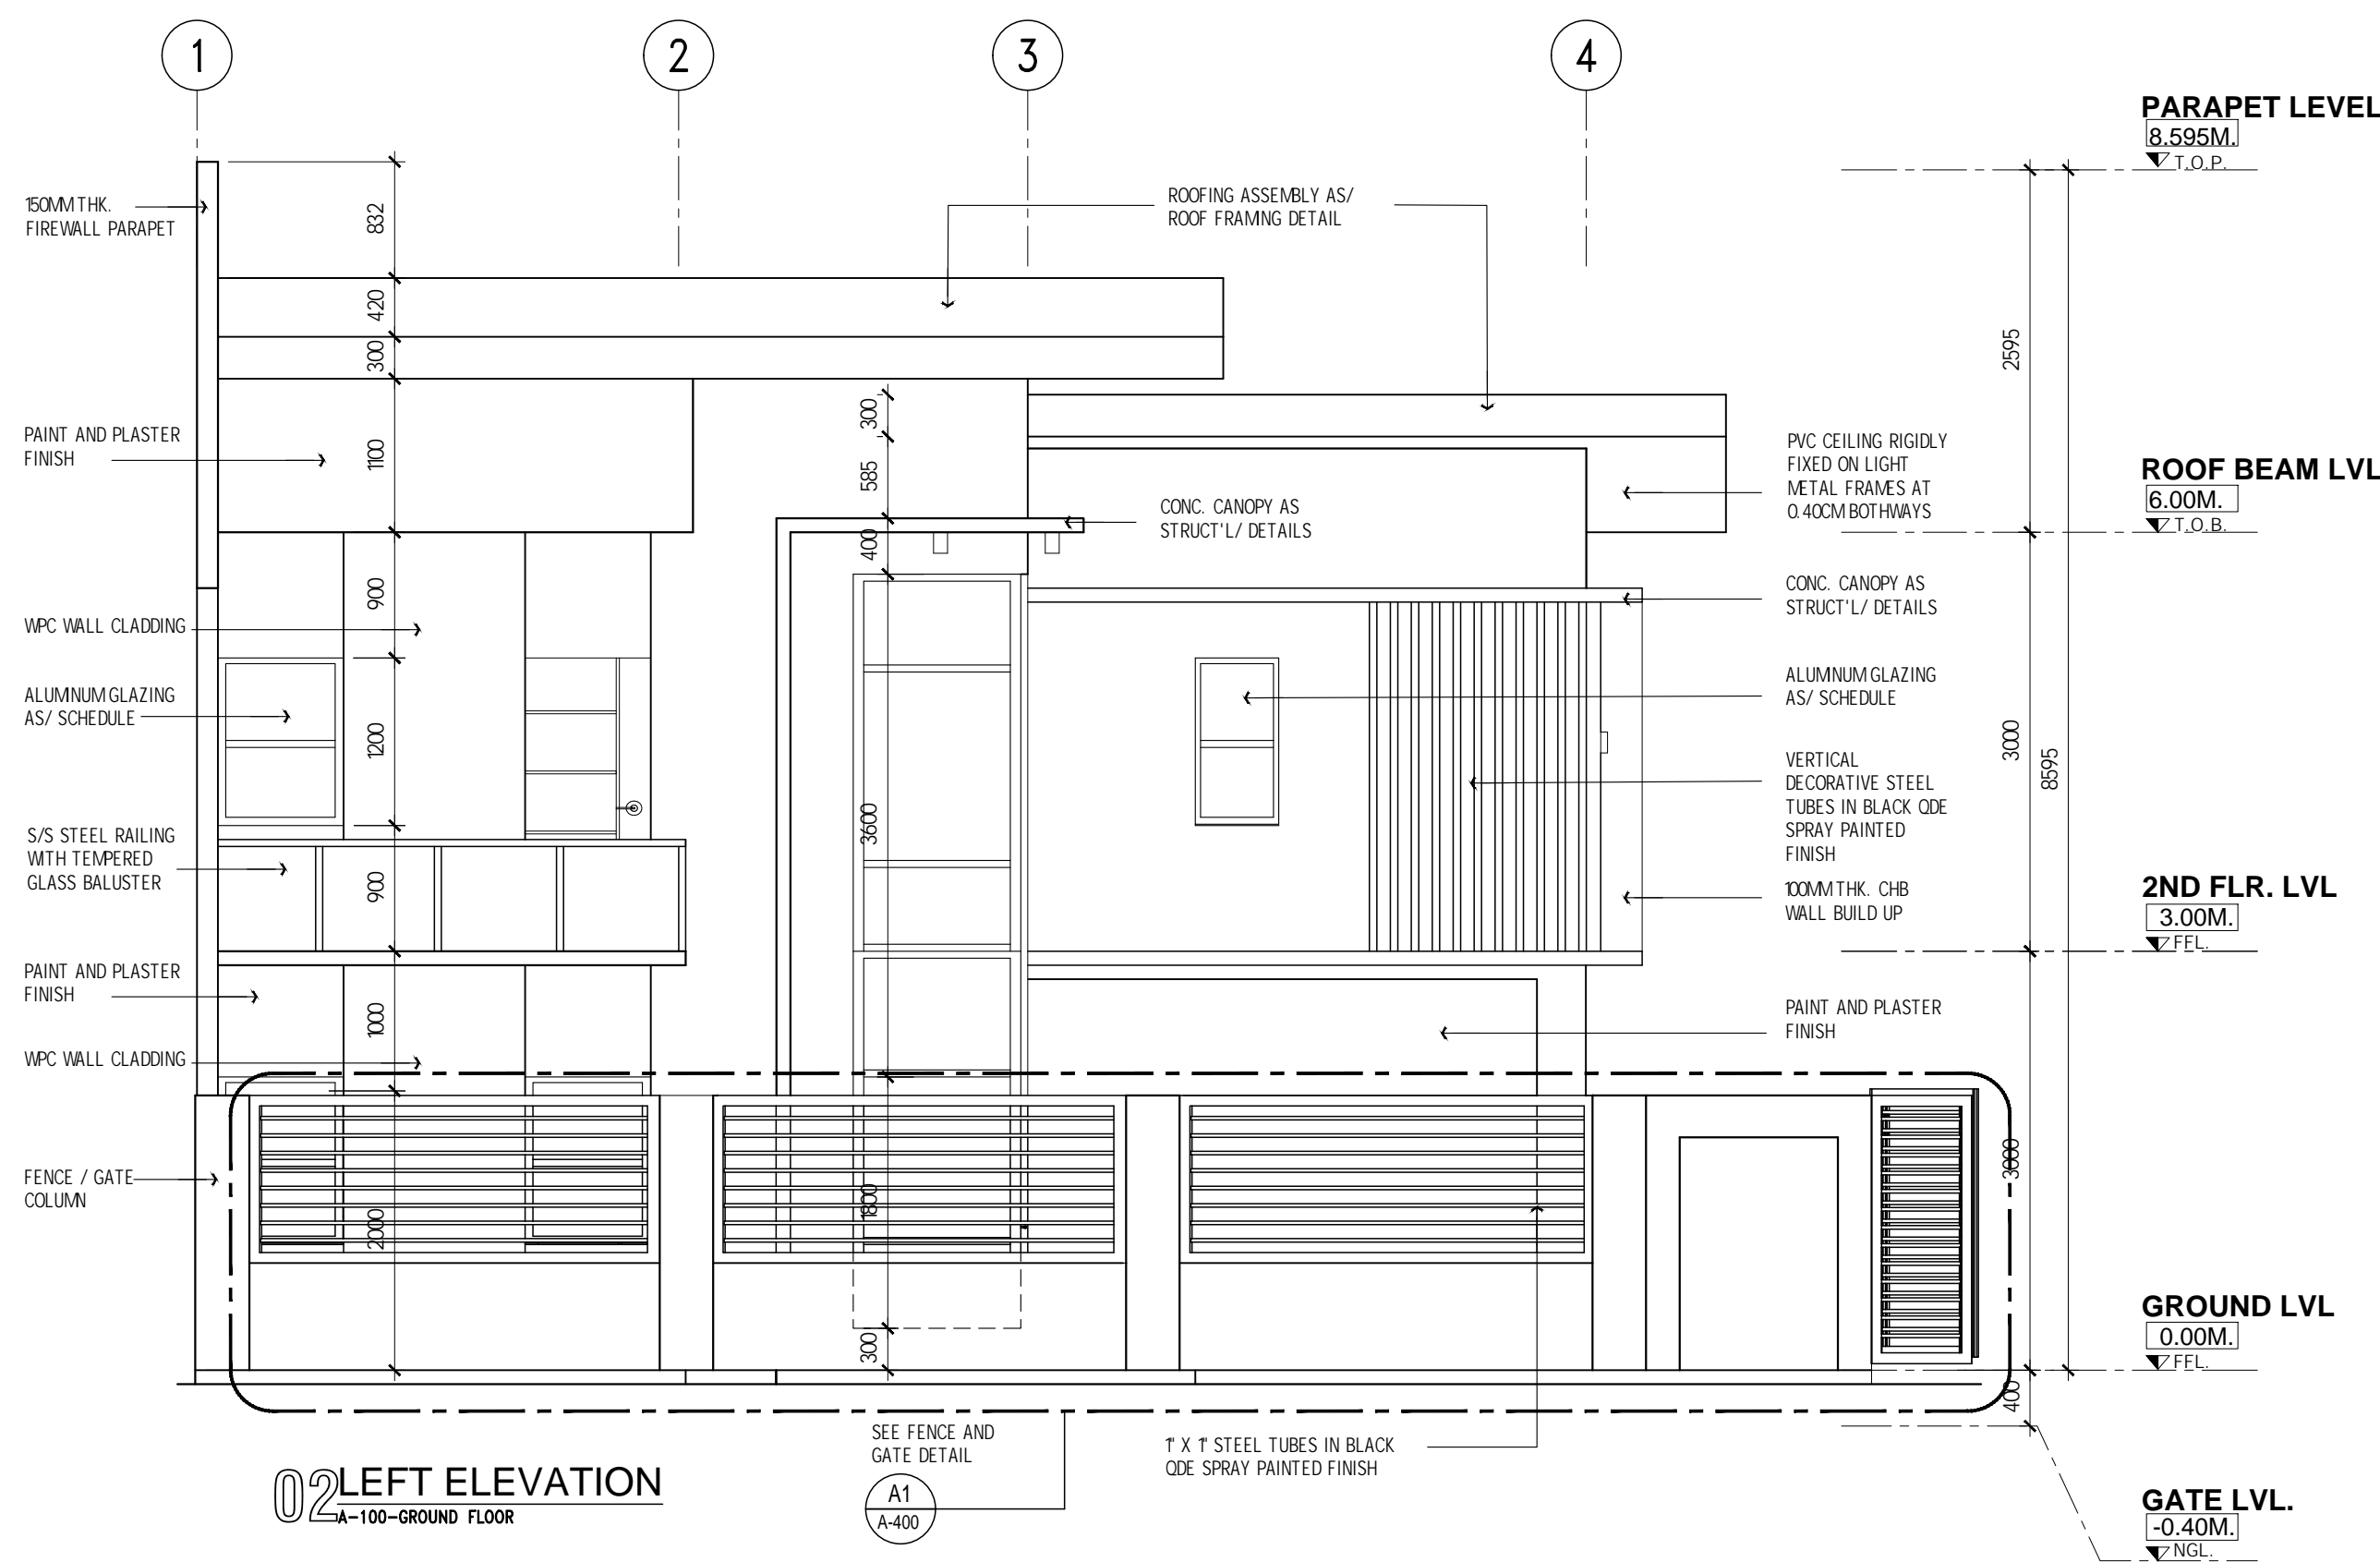 1
2
3
4
PARAPET LEVEL
8.595M.
T.O.P.
150MM THK.
FIREWALL PARAPET
832
ROOFING ASSEMBLY AS/
ROOF FRAMING DETAIL
420
300
2595
PAINT AND PLASTER
FINISH
1100
300
585
PVC CEILING RIGIDLY
FIXED ON LIGHT
METAL FRAMES AT
0.40CM BOTHWAYS
ROOF BEAM LVL
6.00M.
T.O.B.
CONC. CANOPY AS
STRUCT'L/ DETAILS
400
900
CONC. CANOPY AS
STRUCT'L/ DETAILS
WPC WALL CLADDING
ALUMINUM GLAZING
AS/ SCHEDULE
1200
ALUMINUM GLAZING
AS/ SCHEDULE
3000
8595
VERTICAL
DECORATIVE STEEL
TUBES IN BLACK QDE
SPRAY PAINTED
FINISH
3600
S/S STEEL RAILING
WITH TEMPERED
GLASS BALUSTER
900
100MM THK. CHB
WALL BUILD UP
2ND FLR. LVL
3.00M.
FFL.
PAINT AND PLASTER
FINISH
1000
PAINT AND PLASTER
FINISH
WPC WALL CLADDING
FENCE / GATE
COLUMN
2000
1800
3000
300
GROUND LVL
0.00M.
FFL.
400
SEE FENCE AND
GATE DETAIL
A1
A-400
1" X 1" STEEL TUBES IN BLACK
QDE SPRAY PAINTED FINISH
02 LEFT ELEVATION
A-100-GROUND FLOOR
GATE LVL.
-0.40M.
NGL.